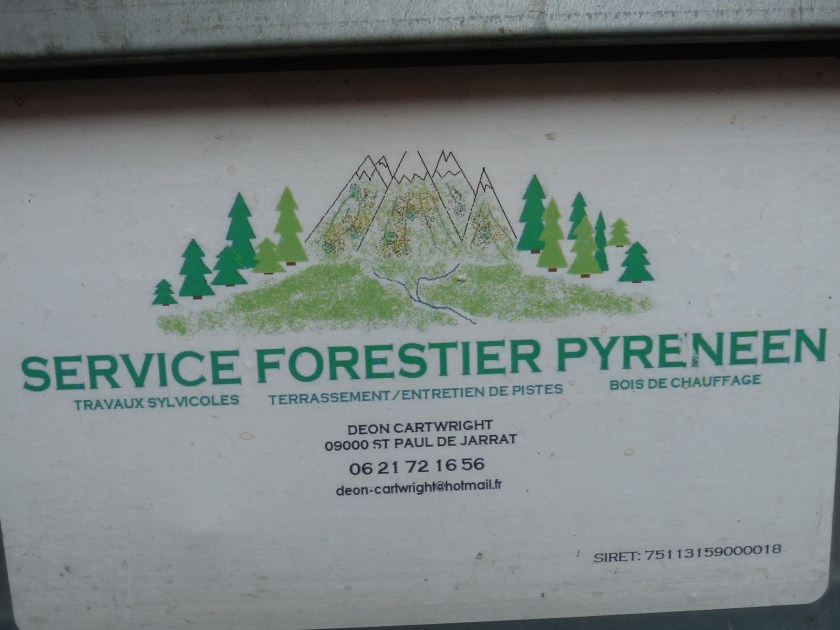 SERVICE FORESTIER PYRENEEN
TRAVAUX SYLVICOLES TERRASSEMENT/ENTRETIEN DE PISTES BOIS DE CHAUFFAGE
DEON CARTWRIGHT
09000 ST PAUL DE JARRAT
06 21 72 16 56
deon-cartwright@hotmail.fr
SIRET: 75113159000018